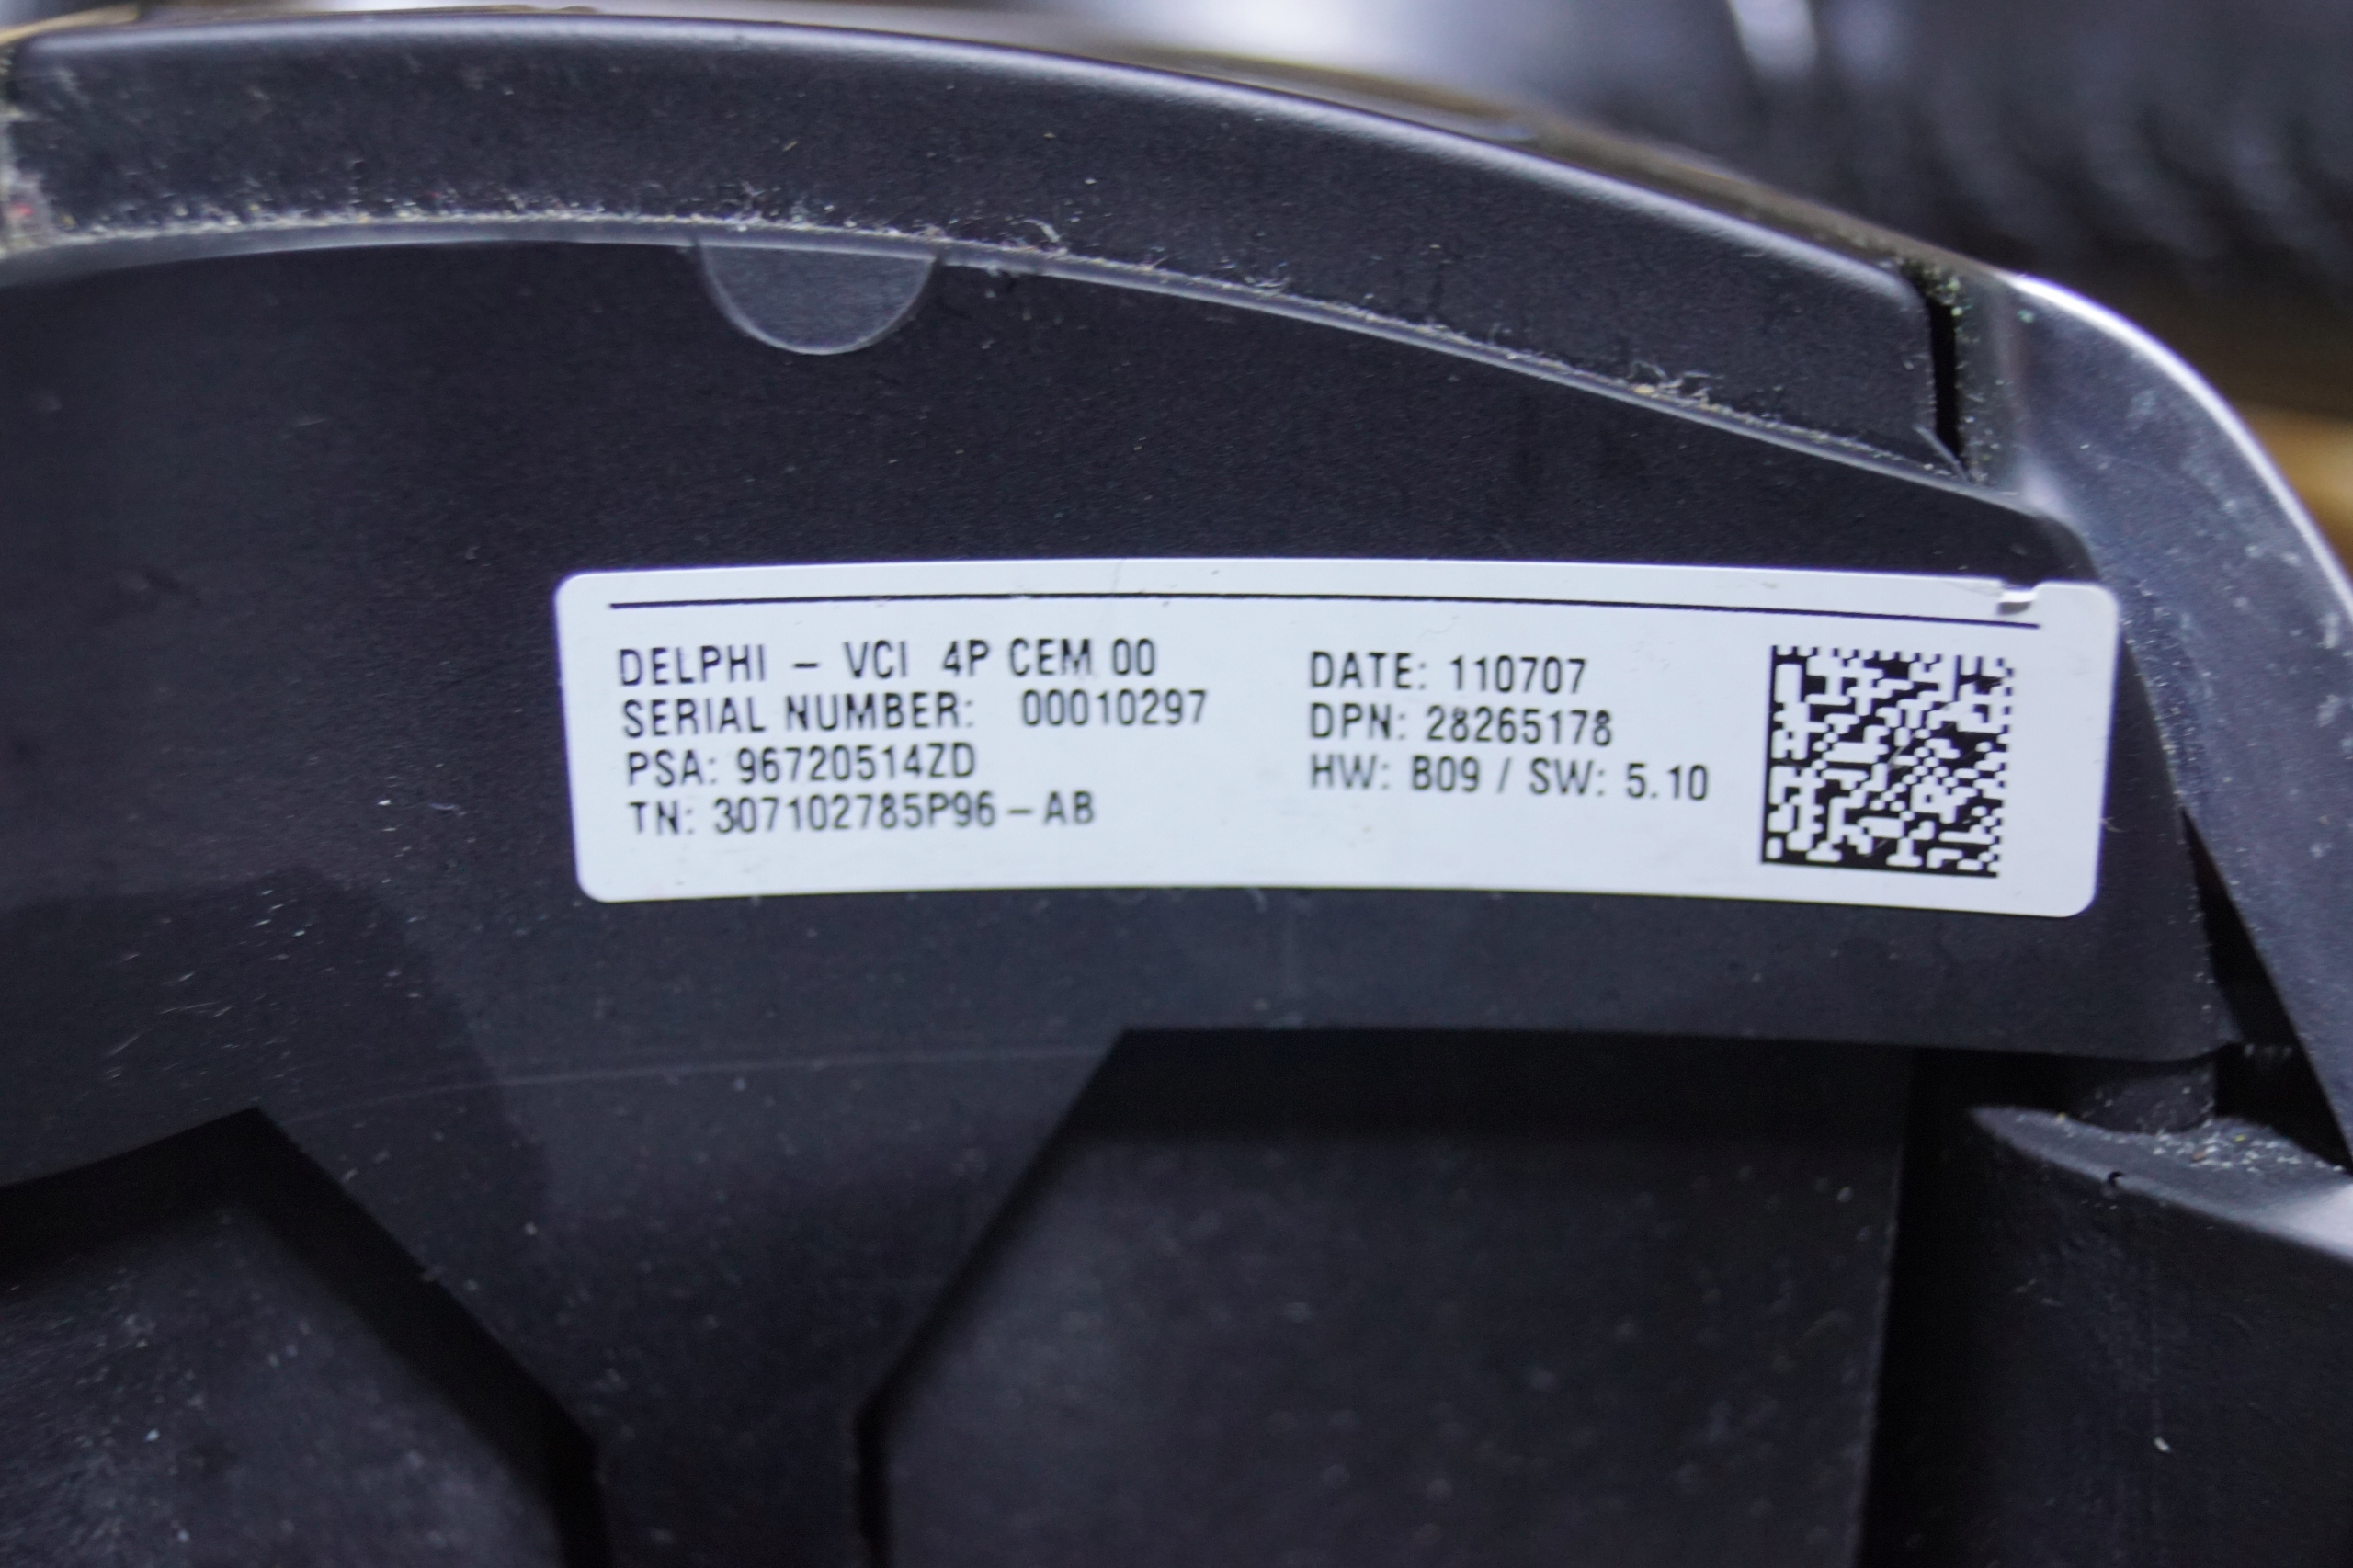 DELPHI - VCI 4P CEM 00
SERIAL NUMBER: 00010297
PSA: 96720514ZD
TN: 307102785P96-AB
DATE: 110707
DPN: 28265178
HW: B09 / SW: 5.10